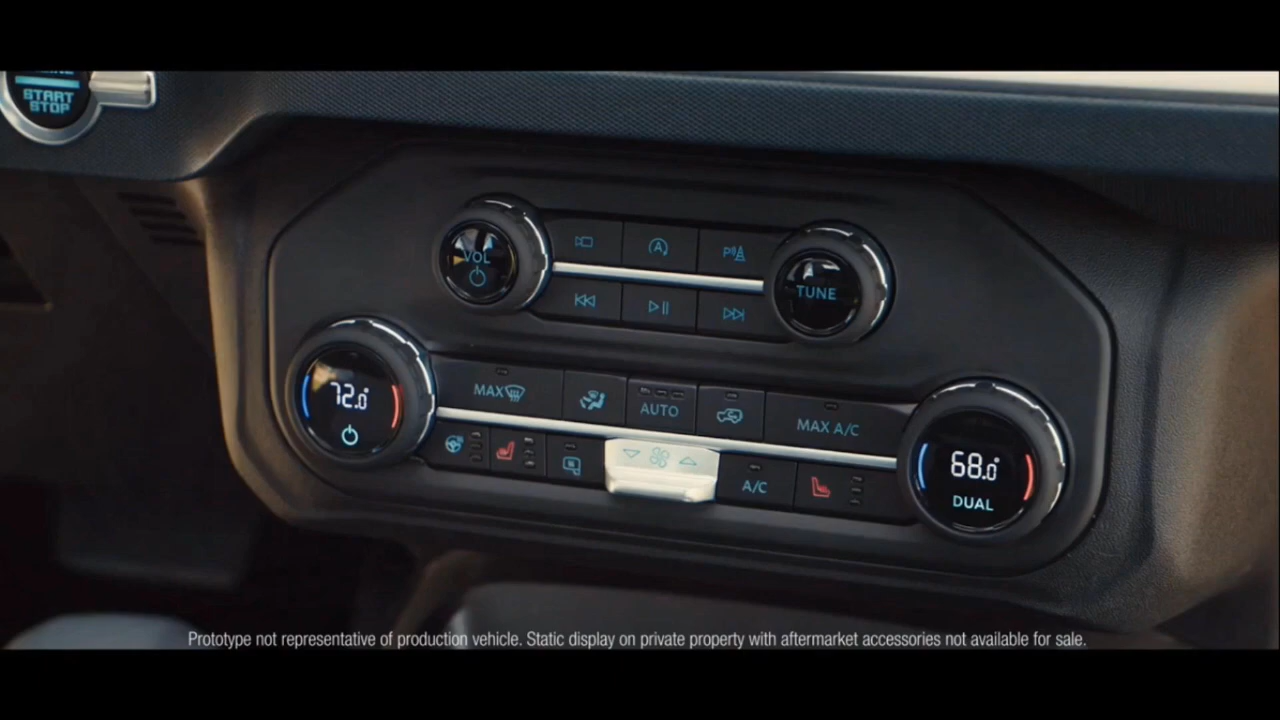 START
STOP
VOL
TUNE
72.0°
MAX
AUTO
MAX A/C
A/C
68.0°
DUAL
Prototype not representative of production vehicle. Static display on private property with aftermarket accessories not available for sale.